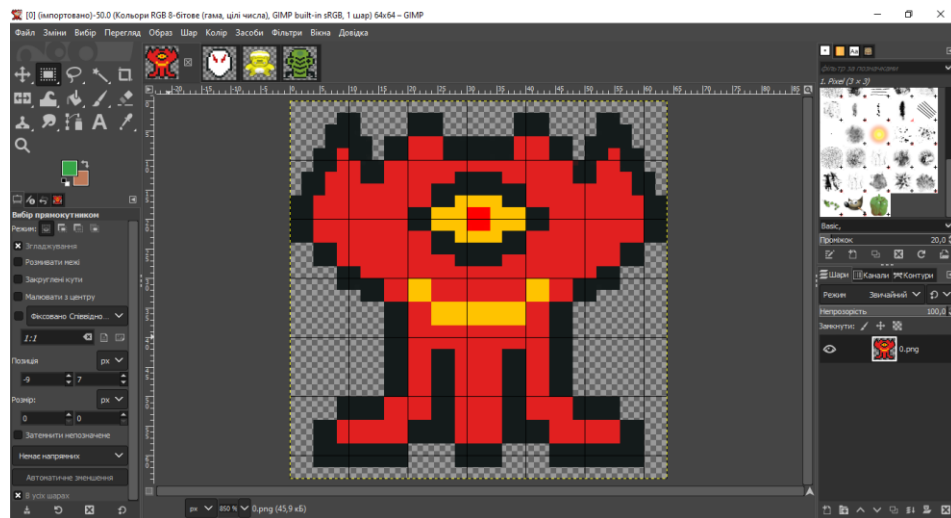 [0] (імпортовано)-50.0 (Кольори RGB 8-бітове (гама, цілі числа), GIMP built-in sRGB, 1 шар) 64x64 – GIMP
Файл Зміни Вибір Перегляд Образ Шар Колір Засоби Фільтри Вікна Довідка
фільтр за позначками
1. Pixel (3 × 3)
Вибір прямокутником
Режим:
Згладжування
Розмивати межі
Закруглені кути
Малювати з центру
Фіксовано Співвідно...
1:1
Позиція px
-9 7
Розмір: px
0 0
Затемнити непозначене
Немає напрямних
Автоматичне зменшення
В усіх шарах
Basic,
Проміжок 20,0
Шари Канали Контури
Режим Звичайний
Непрозорість 100,0
Замкнути:
0.png
px 850 % 0.png (45,9 кБ)